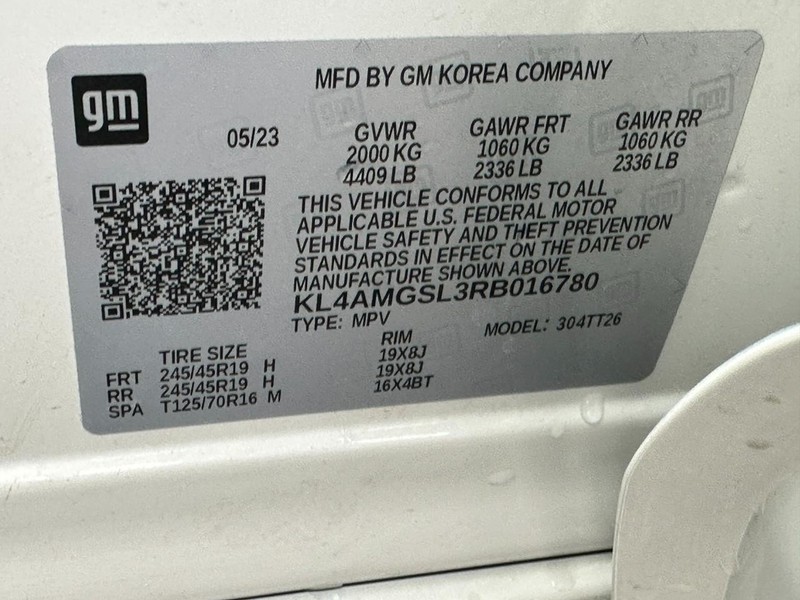 gm
MFD BY GM KOREA COMPANY
05/23 GVWR GAWR FRT GAWR RR
2000 KG 1060 KG 1060 KG
4409 LB 2336 LB 2336 LB
THIS VEHICLE CONFORMS TO ALL
APPLICABLE U.S. FEDERAL MOTOR
VEHICLE SAFETY AND THEFT PREVENTION
STANDARDS IN EFFECT ON THE DATE OF
MANUFACTURE SHOWN ABOVE.
KL4AMGSL3RB016780
TYPE: MPV MODEL: 304TT26
TIRE SIZE RIM
FRT 245/45R19 H 19X8J
RR 245/45R19 H 19X8J
SPA T125/70R16 M 16X4BT